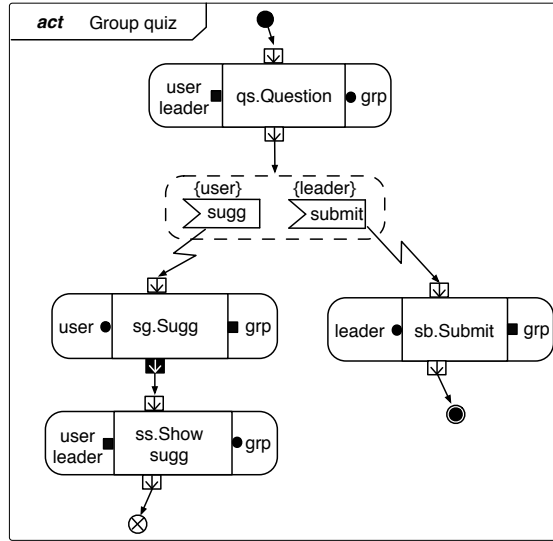 act Group quiz
user
leader
qs.Question
grp
{user}
{leader}
sugg
submit
user
sg.Sugg
grp
leader
sb.Submit
grp
user
leader
ss.Show
sugg
grp